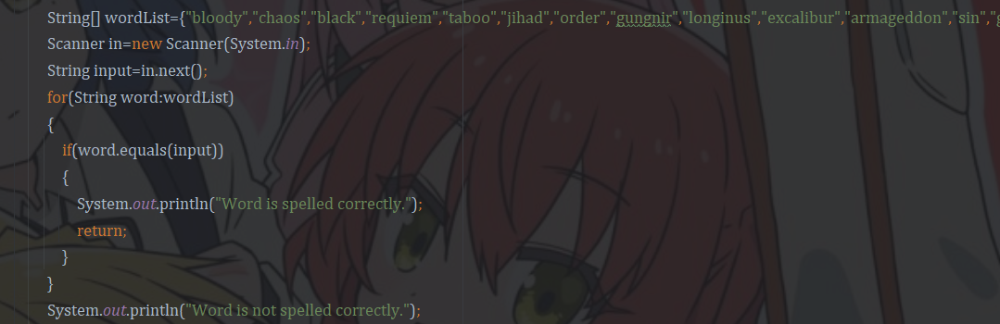 String[] wordList={"bloody","chaos","black","requiem","taboo","jihad","order","gungnir","longinus","excalibur","armageddon","sin","g
Scanner in=new Scanner(System.in);
String input=in.next();
for(String word:wordList)
{
if(word.equals(input))
{
System.out.println("Word is spelled correctly.");
return;
}
}
System.out.println("Word is not spelled correctly.");